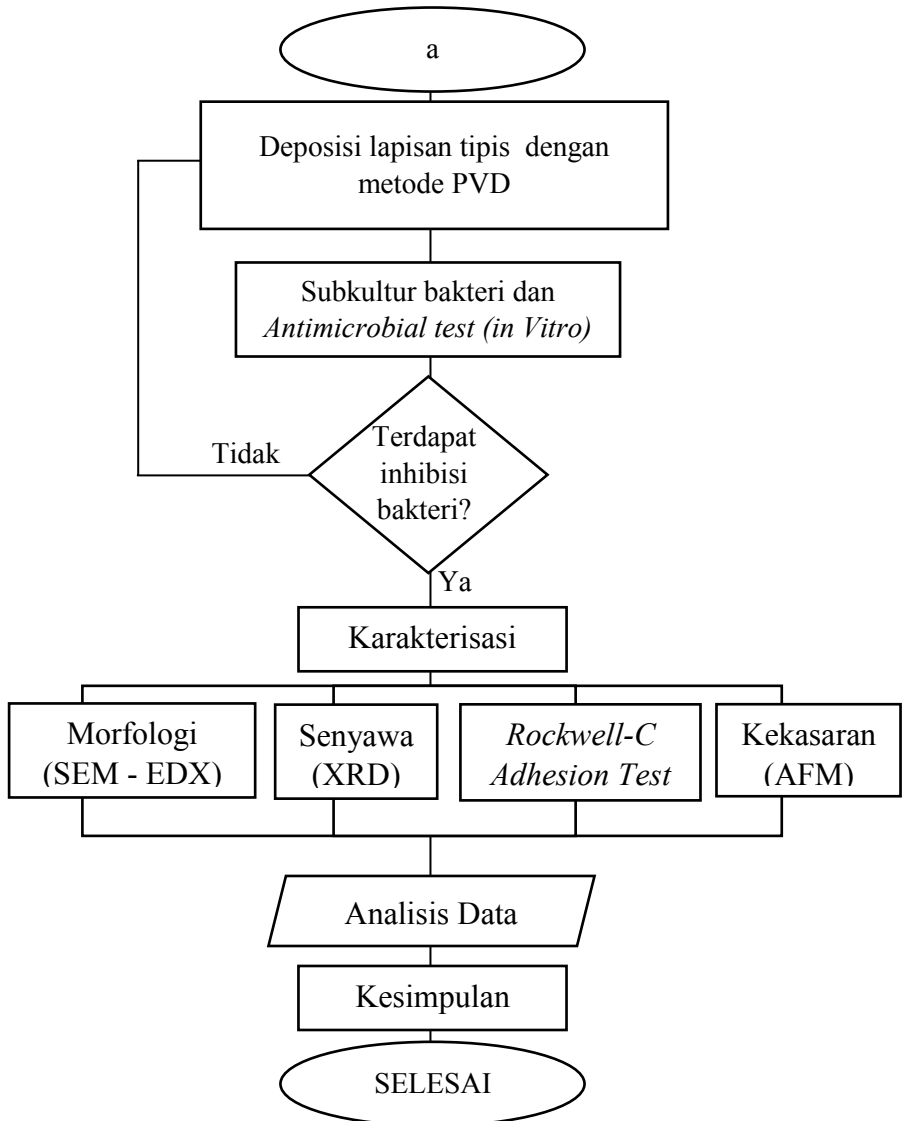 a
Deposisi lapisan tipis dengan
metode PVD
Subkultur bakteri dan
Antimicrobial test (in Vitro)
Tidak
Terdapat
inhibisi
bakteri?
Ya
Karakterisasi
Morfologi
(SEM - EDX)
Senyawa
(XRD)
Rockwell-C
Adhesion Test
Kekasaran
(AFM)
Analisis Data
Kesimpulan
SELESAI